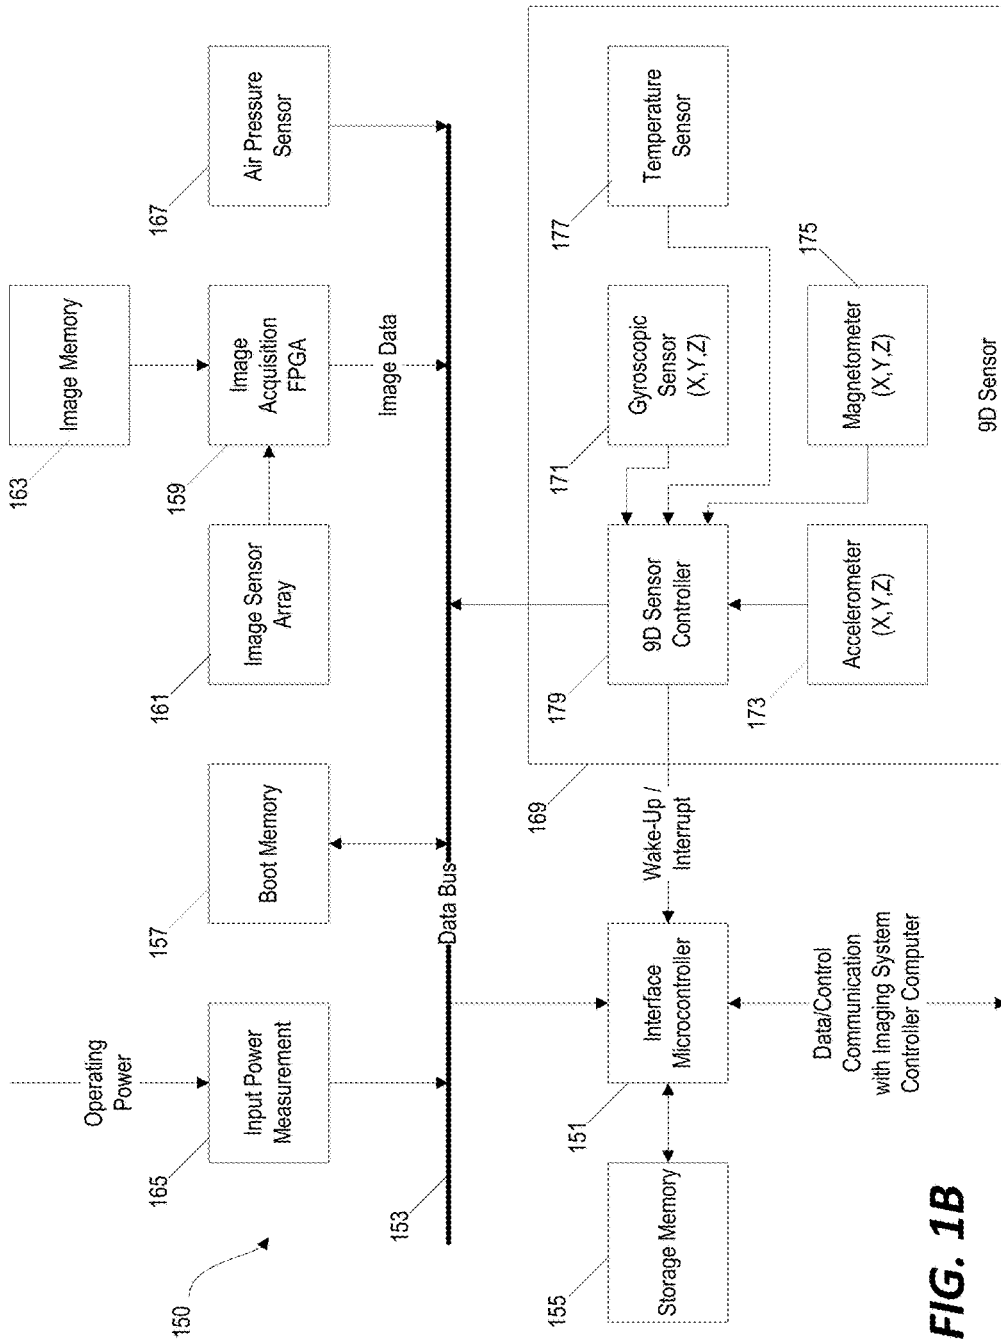 150
Operating
Power
165
Input Power
Measurement
157
Boot Memory
161
Image Sensor
Array
163
Image Memory
159
Image
Acquisition
FPGA
Image Data
167
Air Pressure
Sensor
153
Data Bus
155
Storage Memory
151
Interface
Microcontroller
Wake-Up /
Interrupt
Data/Control
Communication
with Imaging System
Controller Computer
169
179
9D Sensor
Controller
171
Gyroscopic
Sensor
(X,Y,Z)
177
Temperature
Sensor
173
Accelerometer
(X,Y,Z)
175
Magnetometer
(X,Y,Z)
9D Sensor
FIG. 1B